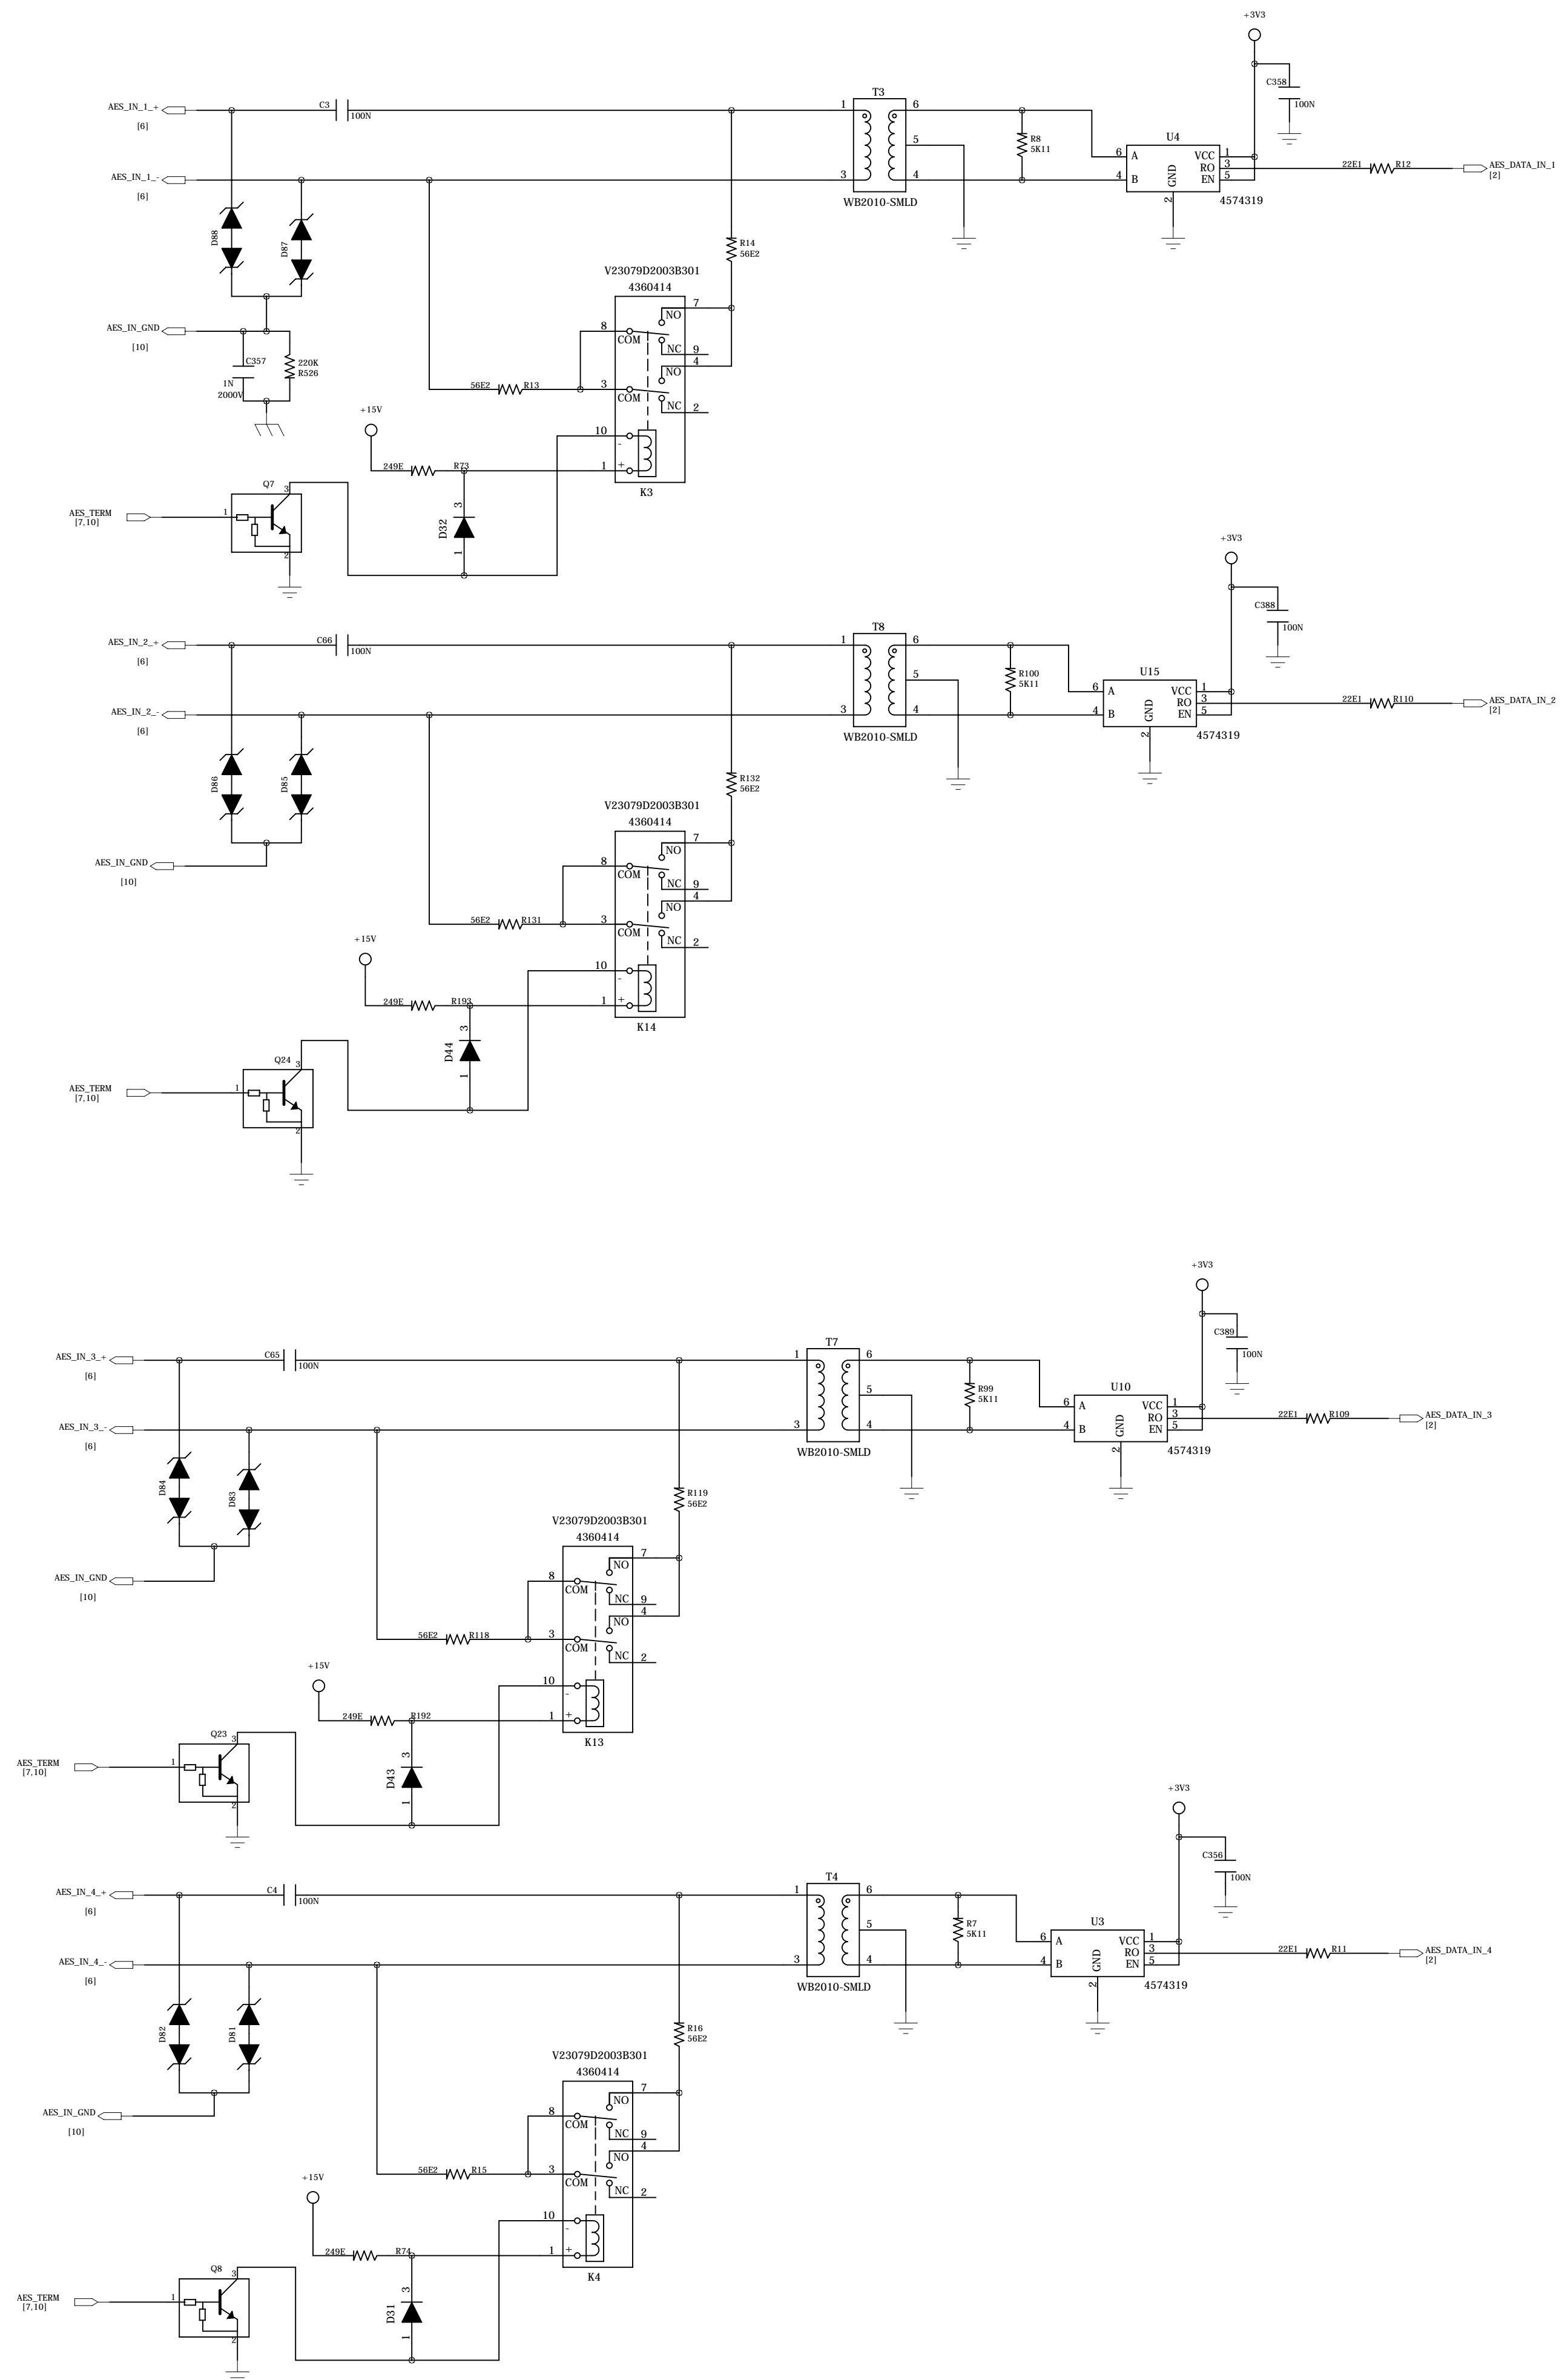 +3V3
C358
100N
AES_IN_1_+
[6]
C3
100N
T3
1
6
5
3
4
WB2010-SMLD
R8
5K11
U4
6
A
VCC
1
RO
3
4
B
EN
5
GND
2
4574319
22E1
R12
AES_DATA_IN_1
[2]
AES_IN_1_-
[6]
D88
D87
R14
56E2
V23079D2003B301
4360414
7
NO
8
COM
NC
9
4
NO
3
COM
NC
2
10
-
1
+
K3
AES_IN_GND
[10]
C357
1N
2000V
220K
R526
56E2
R13
+15V
249E
R73
3
D32
1
Q7
3
1
2
AES_TERM
[7,10]
+3V3
C388
100N
AES_IN_2_+
[6]
C66
100N
T8
1
6
5
3
4
WB2010-SMLD
R100
5K11
U15
6
A
VCC
1
RO
3
4
B
EN
5
GND
2
4574319
22E1
R110
AES_DATA_IN_2
[2]
AES_IN_2_-
[6]
D86
D85
R132
56E2
V23079D2003B301
4360414
7
NO
8
COM
NC
9
4
NO
3
COM
NC
2
10
-
1
+
K14
AES_IN_GND
[10]
56E2
R131
+15V
249E
R193
3
D44
1
Q24
3
1
2
AES_TERM
[7,10]
+3V3
C389
100N
AES_IN_3_+
[6]
C65
100N
T7
1
6
5
3
4
WB2010-SMLD
R99
5K11
U10
6
A
VCC
1
RO
3
4
B
EN
5
GND
2
4574319
22E1
R109
AES_DATA_IN_3
[2]
AES_IN_3_-
[6]
D84
D83
R119
56E2
V23079D2003B301
4360414
7
NO
8
COM
NC
9
4
NO
3
COM
NC
2
10
-
1
+
K13
AES_IN_GND
[10]
56E2
R118
+15V
249E
R192
3
D43
1
Q23
3
1
2
AES_TERM
[7,10]
+3V3
C356
100N
AES_IN_4_+
[6]
C4
100N
T4
1
6
5
3
4
WB2010-SMLD
R7
5K11
U3
6
A
VCC
1
RO
3
4
B
EN
5
GND
2
4574319
22E1
R11
AES_DATA_IN_4
[2]
AES_IN_4_-
[6]
D82
D81
R16
56E2
V23079D2003B301
4360414
7
NO
8
COM
NC
9
4
NO
3
COM
NC
2
10
-
1
+
K4
AES_IN_GND
[10]
56E2
R15
+15V
249E
R74
3
D31
1
Q8
3
1
2
AES_TERM
[7,10]